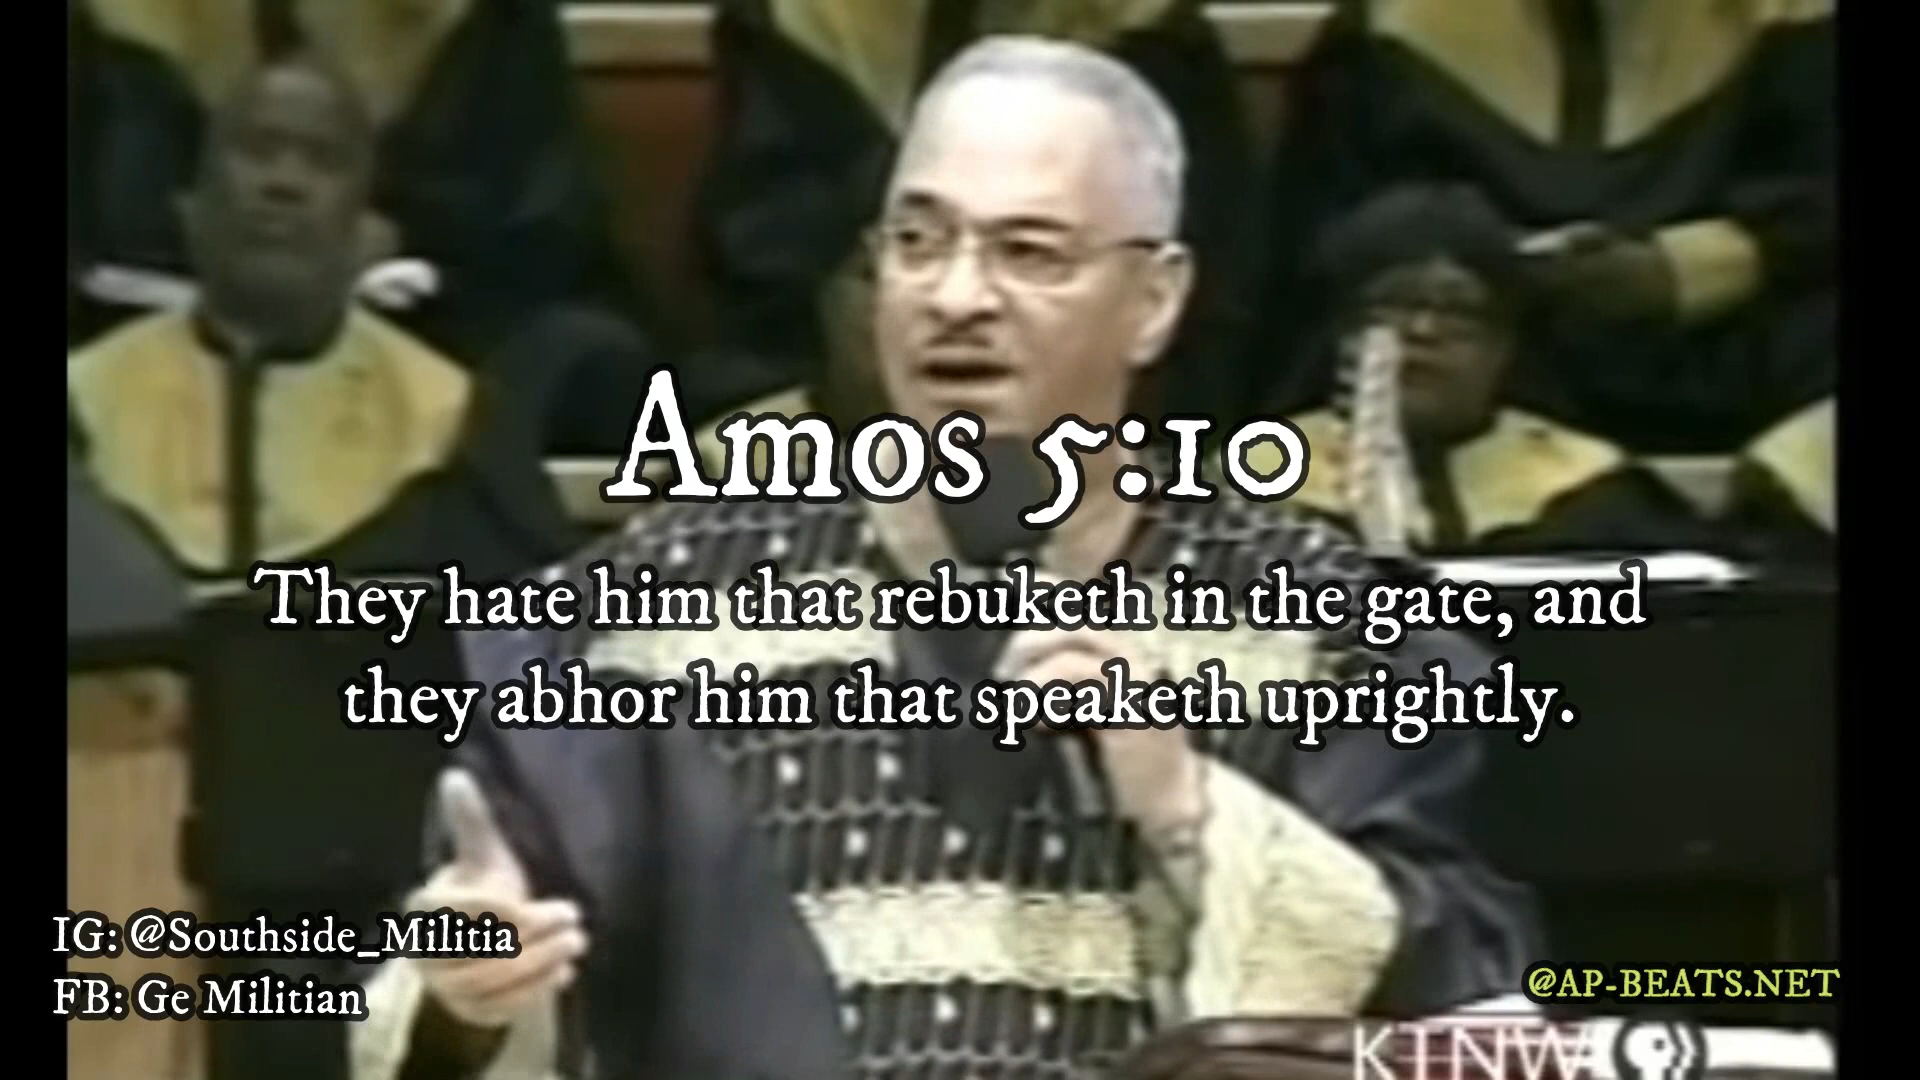 Amos 5:10
They hate him that rebuketh in the gate, and
they abhor him that speaketh uprightly.
IG: @Southside_Militia
FB: Ge Militian
@AP-BEATS.NET
KTNW